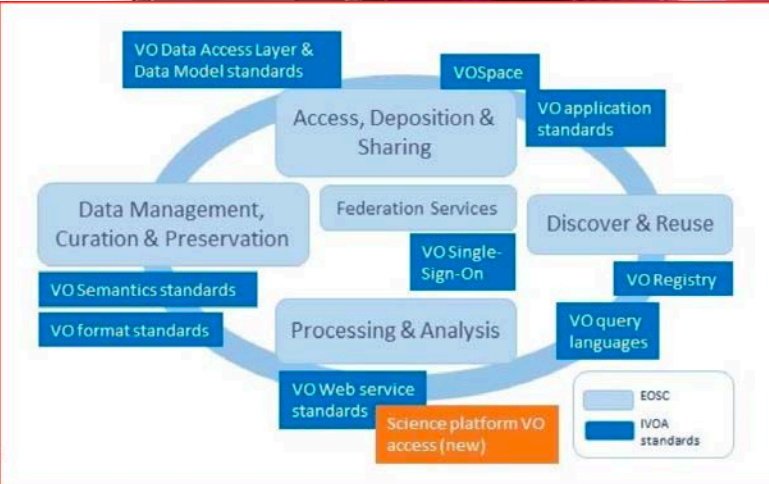 VO Data Access Layer &
Data Model standards
VOSpace
VO application
standards
Access, Deposition &
Sharing
Data Management,
Curation & Preservation
Federation Services
Discover & Reuse
VO Single-
Sign-On
VO Semantics standards
VO Registry
VO format standards
Processing & Analysis
VO query
languages
VO Web service
standards
Science platform VO
access (new)
EOSC
IVOA
standards